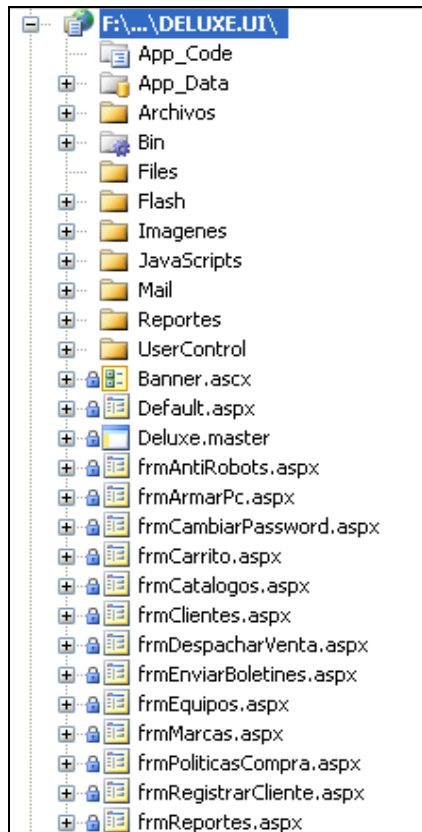 F:\...\DELUXE.UI\
App_Code
App_Data
Archivos
Bin
Files
Flash
Imagenes
JavaScripts
Mail
Reportes
UserControl
Banner.ascx
Default.aspx
Deluxe.master
frmAntiRobots.aspx
frmArmarPc.aspx
frmCambiarPassword.aspx
frmCarrito.aspx
frmCatalogos.aspx
frmClientes.aspx
frmDespacharVenta.aspx
frmEnviarBoletines.aspx
frmEquipos.aspx
frmMarcas.aspx
frmPoliticasCompra.aspx
frmRegistrarCliente.aspx
frmReportes.aspx